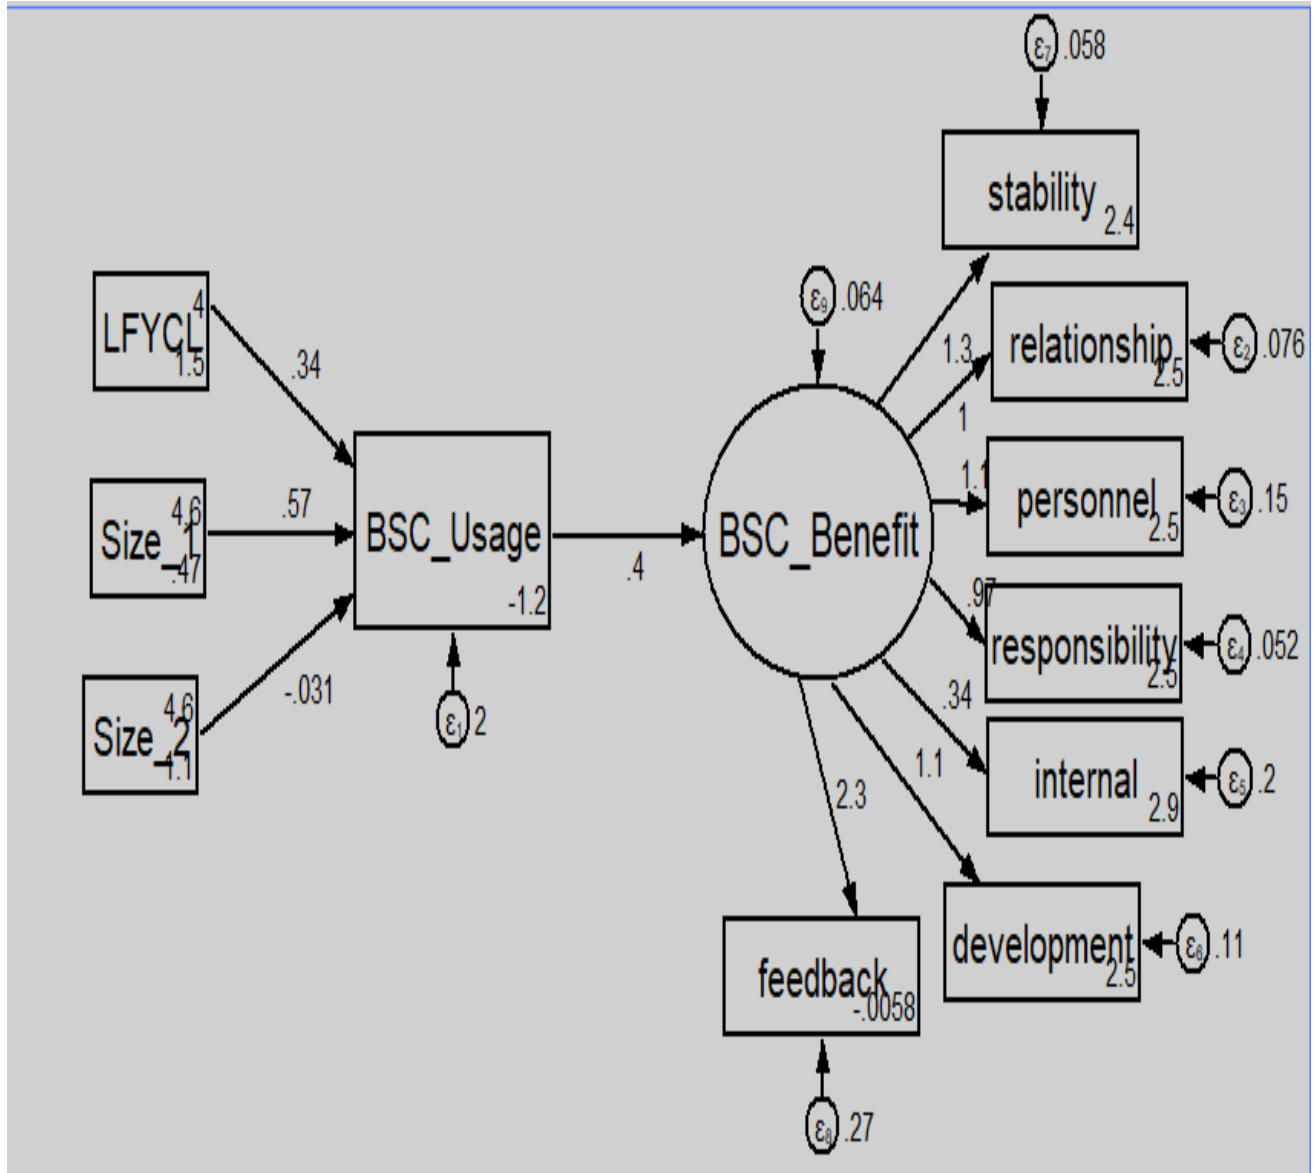 ε7 .058
stability
2.4
ε9 .064
1.3
relationship
2.5
ε2 .076
1
LFYCL
4
1.5
.34
personnel
2.5
1.1
ε3 .15
Size_1
4.6
.47
.57
BSC_Usage
-1.2
.4
BSC_Benefit
.97
responsibility
2.5
ε4 .052
Size_2
4.6
1.1
-.031
ε1 2
.34
internal
2.9
ε5 .2
2.3
1.1
development
2.5
ε6 .11
feedback
-.0058
ε8 .27